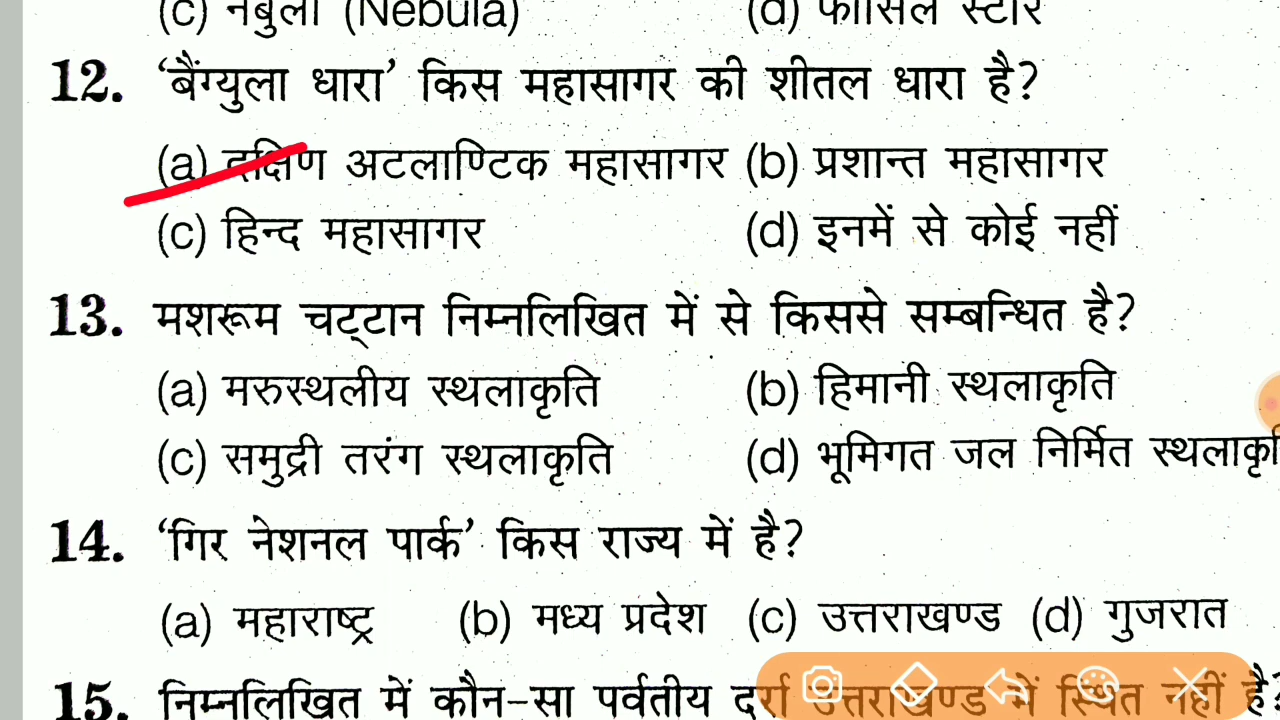 (c) नेबुला (Nebula) (d) फॉसिल स्टार
12. 'बैंग्युला धारा' किस महासागर की शीतल धारा है?
(a) दक्षिण अटलाण्टिक महासागर (b) प्रशान्त महासागर
(c) हिन्द महासागर (d) इनमें से कोई नहीं
13. मशरूम चट्टान निम्नलिखित में से किससे सम्बन्धित है?
(a) मरुस्थलीय स्थलाकृति (b) हिमानी स्थलाकृति
(c) समुद्री तरंग स्थलाकृति (d) भूमिगत जल निर्मित
14. 'गिर नेशनल पार्क' किस राज्य में है?
(a) महाराष्ट्र (b) मध्य प्रदेश (c) उत्तराखण्ड (d) गुजरात
15. निम्नलिखित में कौन-सा पर्वतीय दर्रा उत्तराखण्ड में स्थित नहीं है?